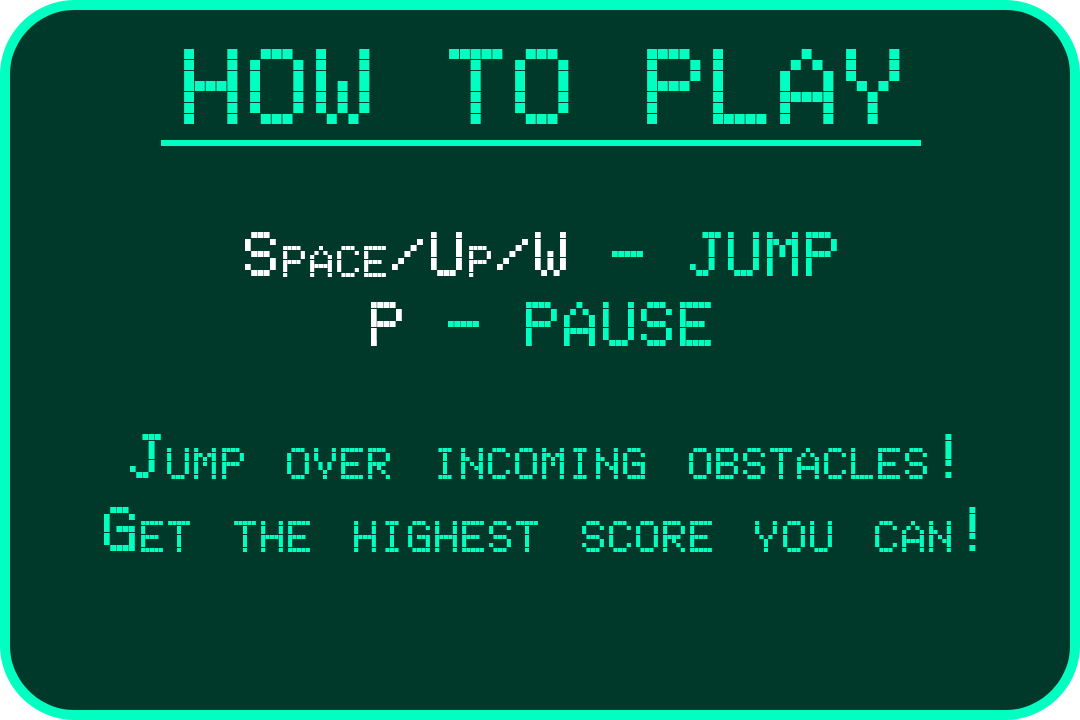 HOW TO PLAY
Space/Up/W - JUMP
P - PAUSE
Jump over incoming obstacles!
Get the highest score you can!